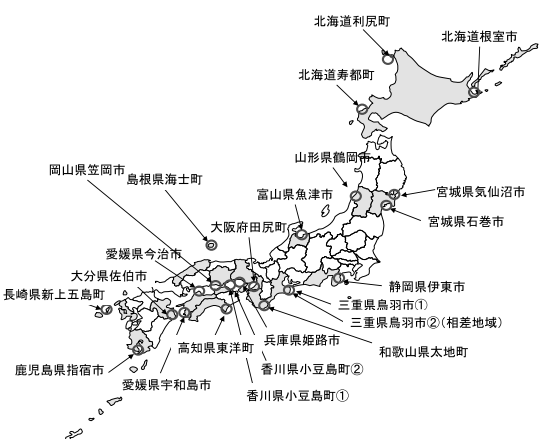 北海道利尻町
北海道根室市
北海道寿都町
山形県鶴岡市
岡山県笠岡市
島根県海士町
富山県魚津市
宮城県気仙沼市
宮城県石巻市
大阪府田尻町
愛媛県今治市
大分県佐伯市
長崎県新上五島町
静岡県伊東市
三重県鳥羽市①
三重県鳥羽市②(相差地域)
兵庫県姫路市
高知県東洋町
和歌山県太地町
鹿児島県指宿市
香川県小豆島町②
愛媛県宇和島市
香川県小豆島町①